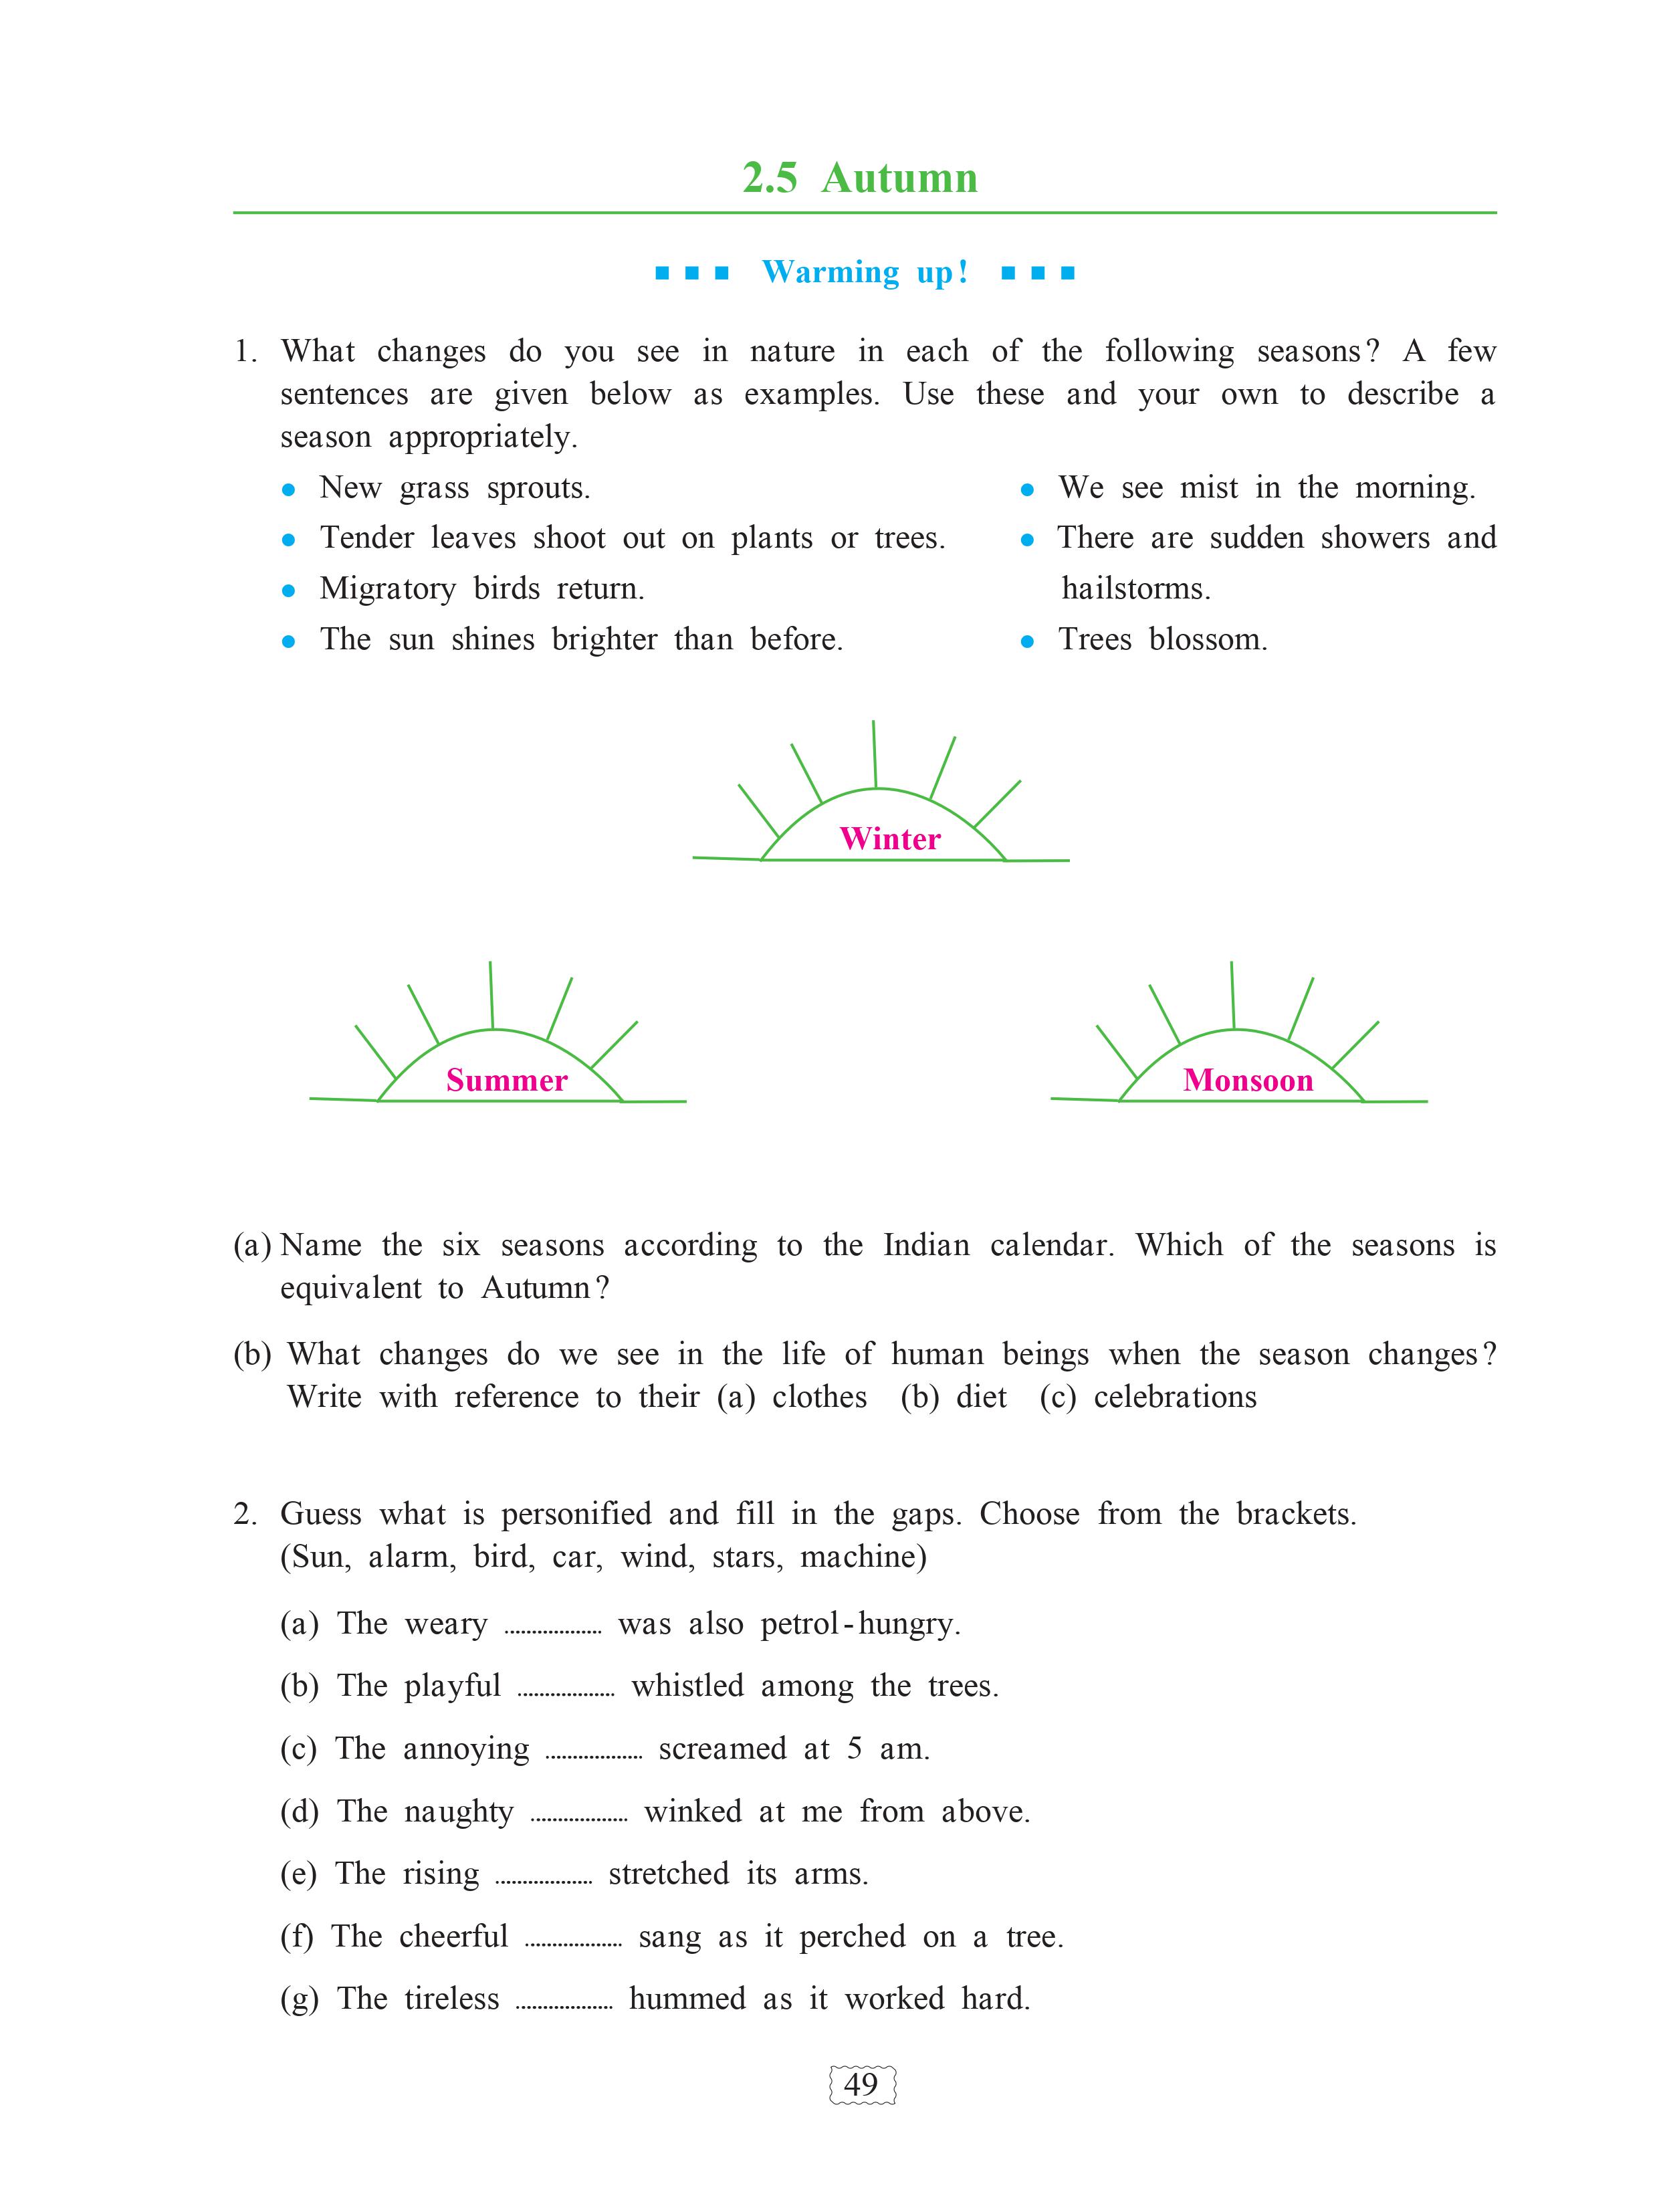 2.5 Autumn
Warming up!
1. What changes do you see in nature in each of the following seasons? A few
sentences are given below as examples. Use these and your own to describe a
season appropriately.
• New grass sprouts.
• Tender leaves shoot out on plants or trees.
• Migratory birds return.
• The sun shines brighter than before.
• We see mist in the morning.
• There are sudden showers and
hailstorms.
• Trees blossom.
Winter
Summer
Monsoon
(a) Name the six seasons according to the Indian calendar. Which of the seasons is
equivalent to Autumn?
(b) What changes do we see in the life of human beings when the season changes?
Write with reference to their (a) clothes (b) diet (c) celebrations
2. Guess what is personified and fill in the gaps. Choose from the brackets.
(Sun, alarm, bird, car, wind, stars, machine)
(a) The weary .................. was also petrol-hungry.
(b) The playful .................. whistled among the trees.
(c) The annoying .................. screamed at 5 am.
(d) The naughty .................. winked at me from above.
(e) The rising .................. stretched its arms.
(f) The cheerful .................. sang as it perched on a tree.
(g) The tireless .................. hummed as it worked hard.
49